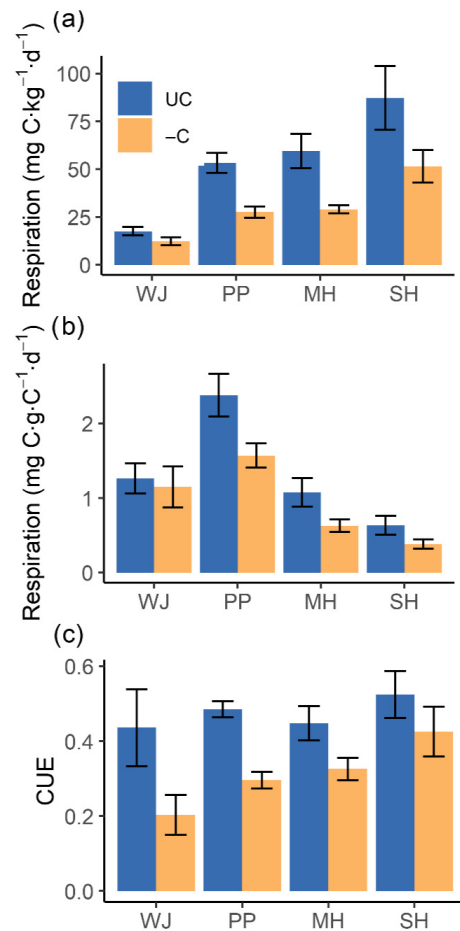 (a)
Respiration (mg C·kg⁻¹·d⁻¹)
100
75
50
25
0
UC
−C
WJ PP MH SH
(b)
Respiration (mg C·g·C⁻¹·d⁻¹)
2
1
0
WJ PP MH SH
(c)
CUE
0.6
0.4
0.2
0.0
WJ PP MH SH